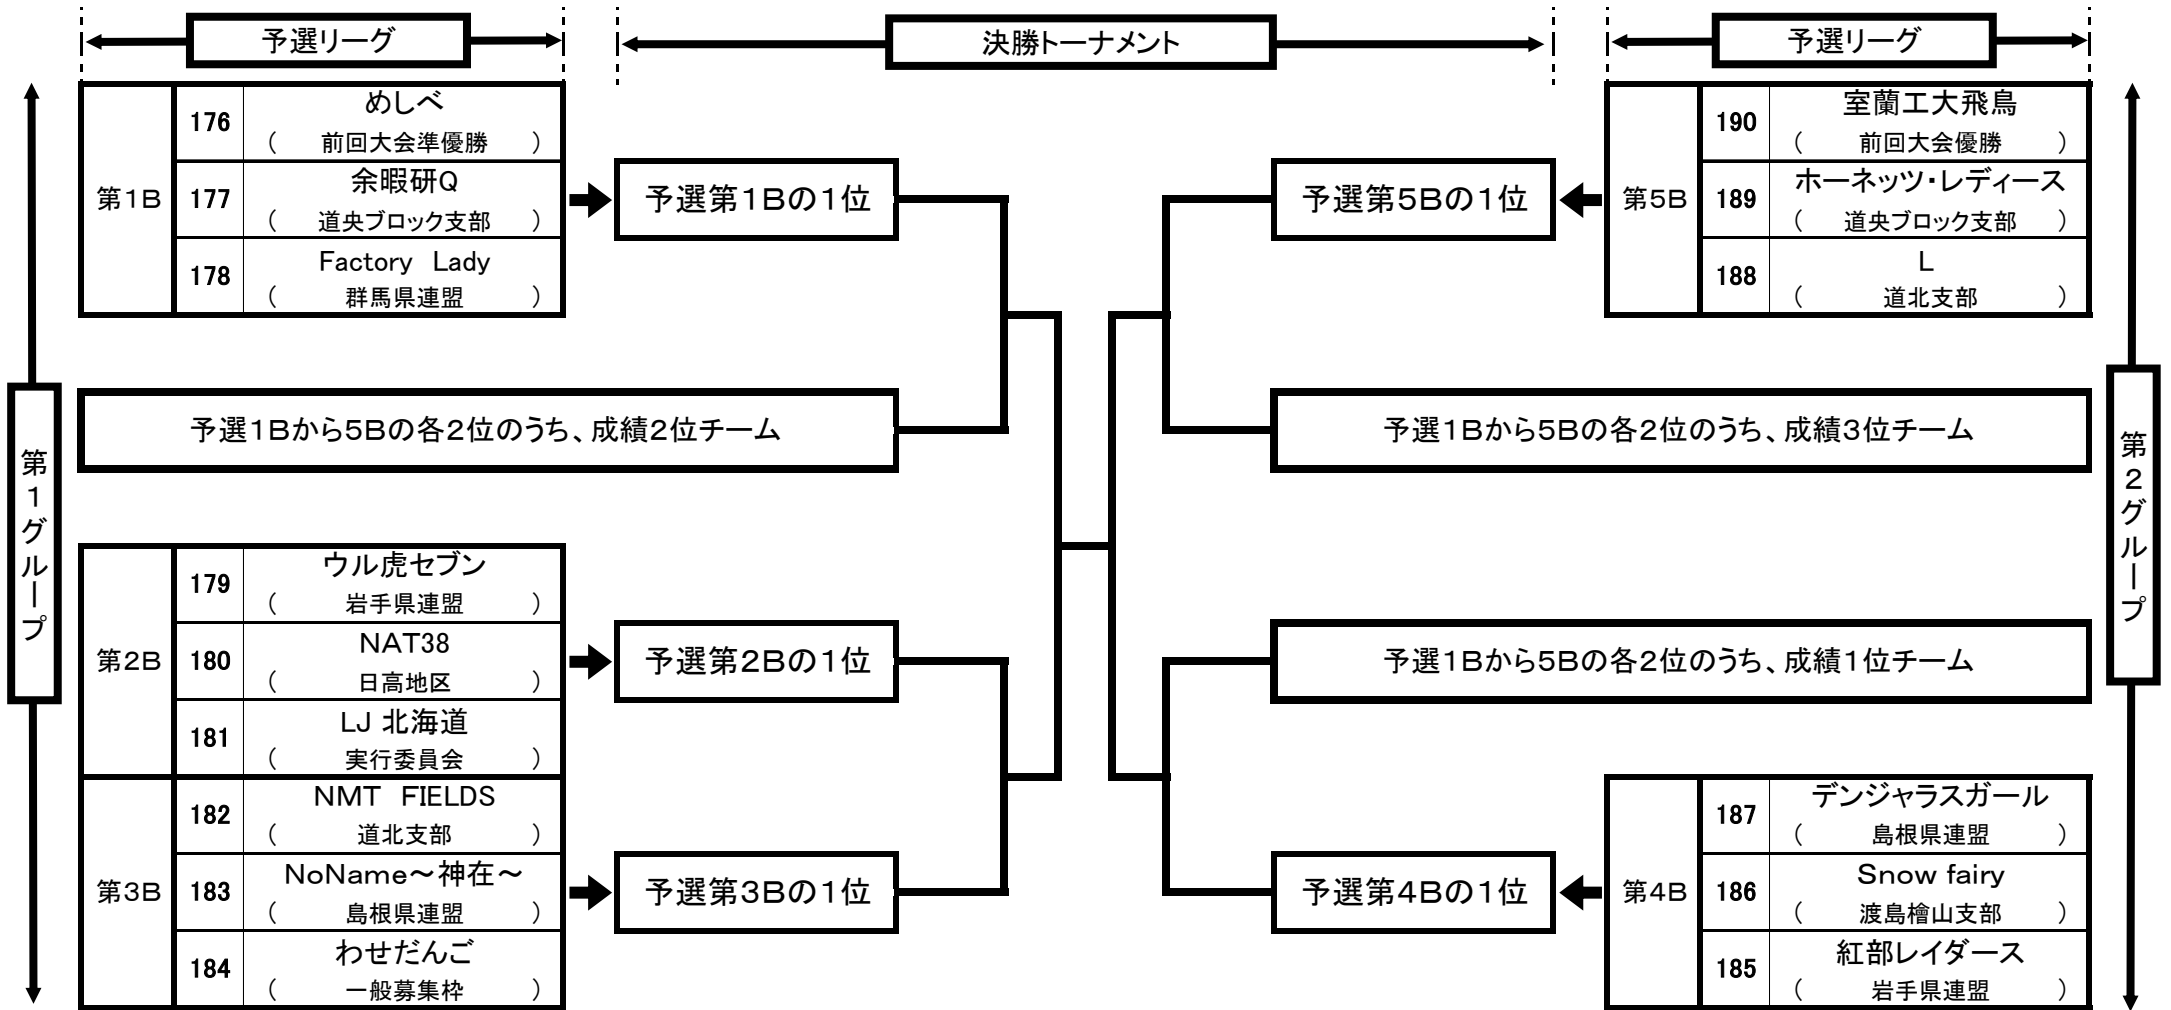 予選リーグ
決勝トーナメント
予選リーグ
第1グループ
第1B
176
めしべ
( 前回大会準優勝 )
177
余暇研Q
( 道央ブロック支部 )
178
Factory Lady
( 群馬県連盟 )
予選第1Bの1位
予選1Bから5Bの各2位のうち、成績2位チーム
第2B
179
ウル虎セブン
( 岩手県連盟 )
180
NAT38
( 日高地区 )
181
LJ 北海道
( 実行委員会 )
予選第2Bの1位
第3B
182
NMT FIELDS
( 道北支部 )
183
NoName～神在～
( 島根県連盟 )
184
わせだんご
( 一般募集枠 )
予選第3Bの1位
第2グループ
予選第5Bの1位
第5B
190
室蘭工大飛鳥
( 前回大会優勝 )
189
ホーネッツ・レディース
( 道央ブロック支部 )
188
L
( 道北支部 )
予選1Bから5Bの各2位のうち、成績3位チーム
予選1Bから5Bの各2位のうち、成績1位チーム
予選第4Bの1位
第4B
187
デンジャラスガール
( 島根県連盟 )
186
Snow fairy
( 渡島檜山支部 )
185
紅部レイダース
( 岩手県連盟 )